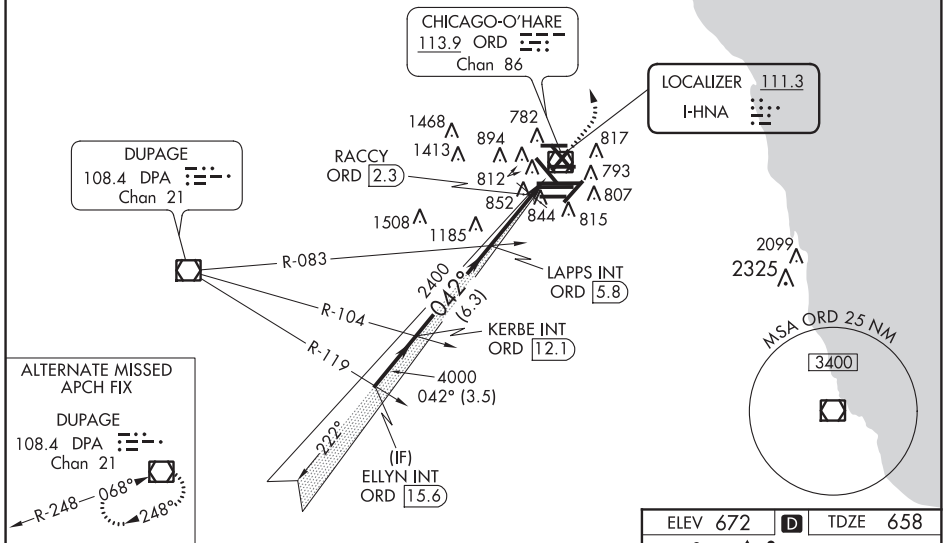 CHICAGO-O'HARE
113.9 ORD
Chan 86
LOCALIZER 111.3
I-HNA
DUPAGE
108.4 DPA
Chan 21
RACCY
ORD 2.3
1468
1413
894
782
817
812
793
852
807
844
815
1508
1185
2099
2325
R-083
R-104
R-119
2400
042°
(6.3)
LAPPS INT
ORD 5.8
KERBE INT
ORD 12.1
4000
042° (3.5)
222°
(IF)
ELLYN INT
ORD 15.6
MSA ORD 25 NM
3400
ALTERNATE MISSED
APCH FIX
DUPAGE
108.4 DPA
Chan 21
R-248
068°
248°
ELEV 672 D TDZE 658